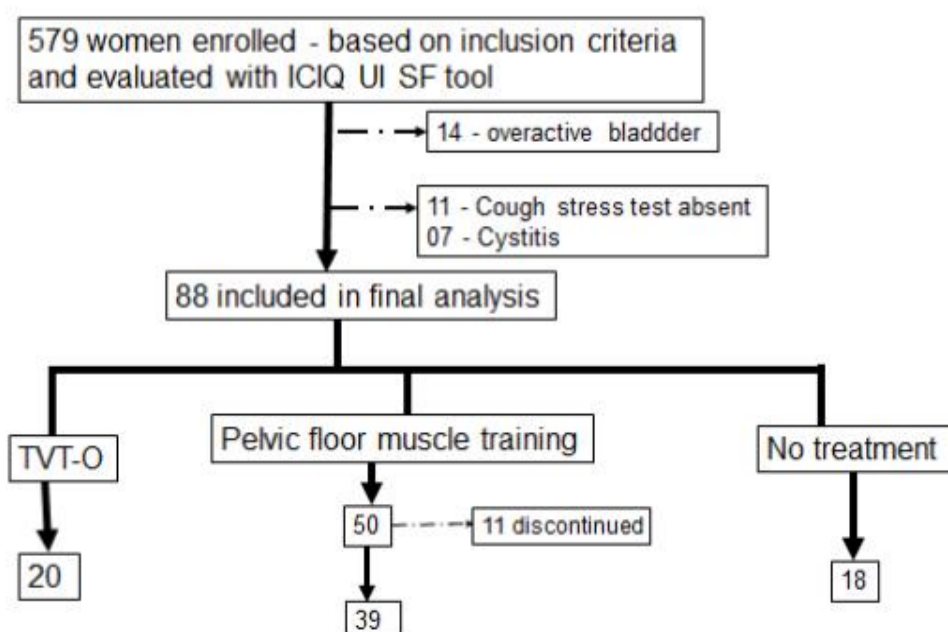 579 women enrolled - based on inclusion criteria
and evaluated with ICIQ UI SF tool
14 - overactive bladdder
11 - Cough stress test absent
07 - Cystitis
88 included in final analysis
TVT-O
Pelvic floor muscle training
No treatment
50
11 discontinued
20
18
39